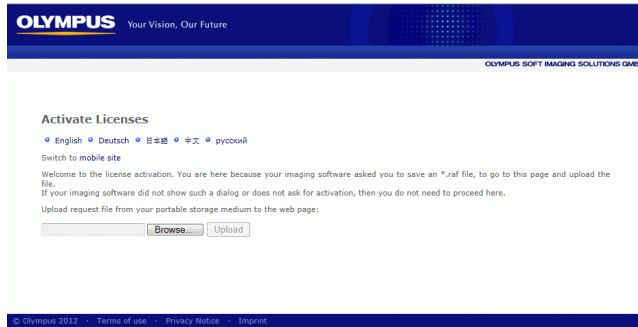 OLYMPUS Your Vision, Our Future
OLYMPUS SOFT IMAGING SOLUTIONS GMB
Activate Licenses
English Deutsch 日本語 中文 русский
Switch to mobile site
Welcome to the license activation. You are here because your imaging software asked you to save an *.raf file, to go to this page and upload the
file.
If your imaging software did not show such a dialog or does not ask for activation, then you do not need to proceed here.
Upload request file from your portable storage medium to the web page:
Browse... Upload
© Olympus 2012 · Terms of use · Privacy Notice · Imprint